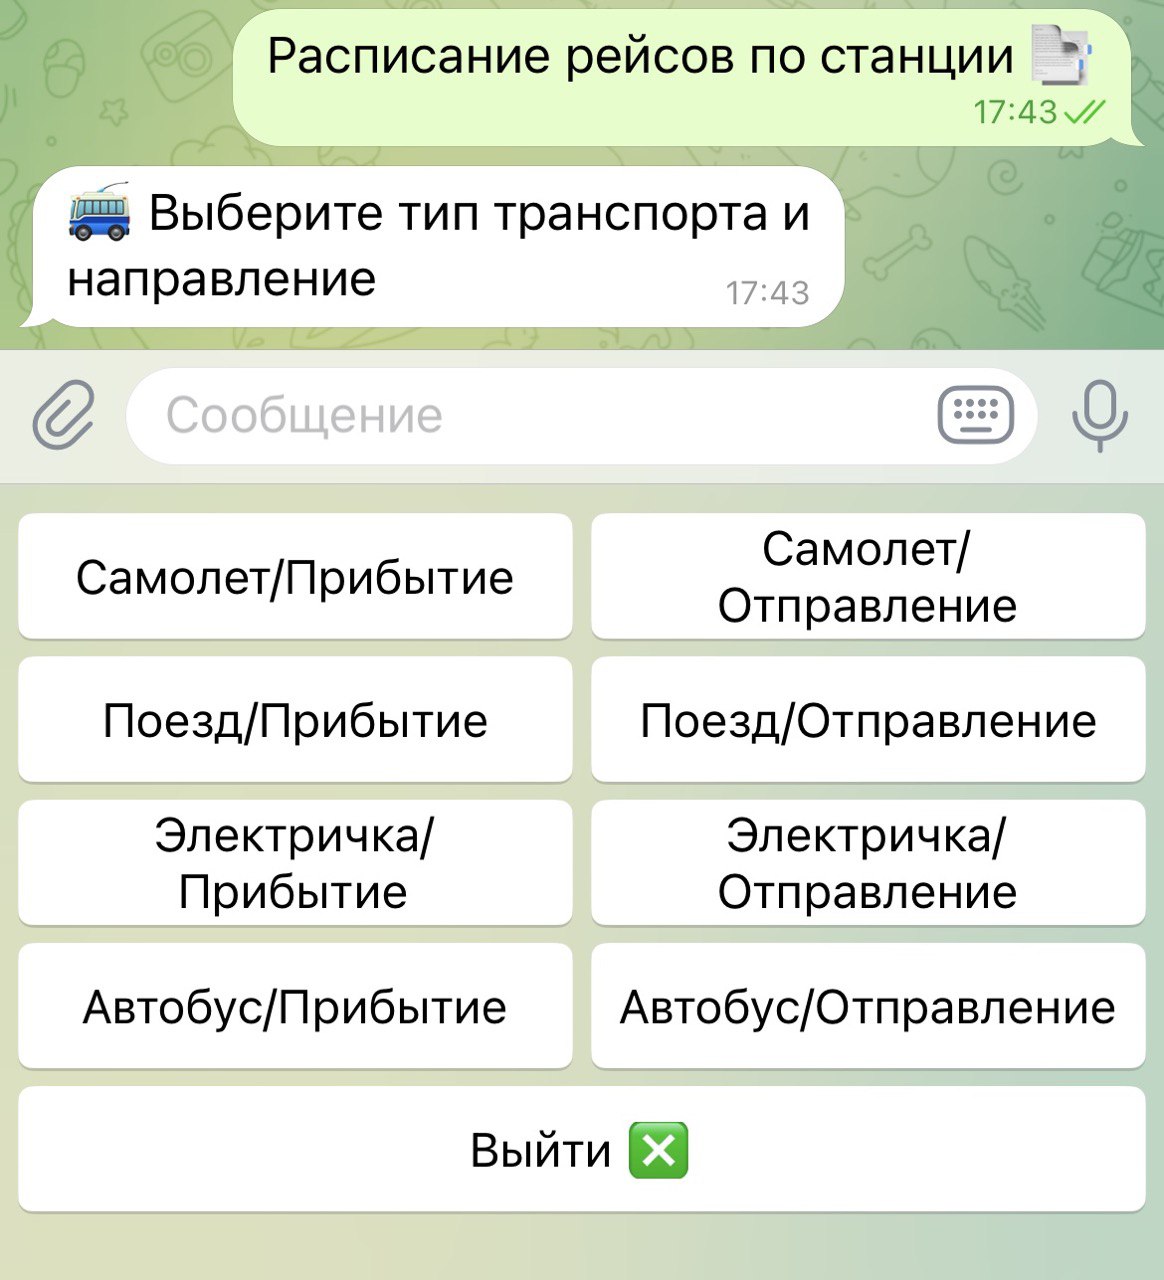 Расписание рейсов по станции
17:43
Выберите тип транспорта и
направление
17:43
Сообщение
Самолет/Прибытие
Самолет/
Отправление
Поезд/Прибытие
Поезд/Отправление
Электричка/
Прибытие
Электричка/
Отправление
Автобус/Прибытие
Автобус/Отправление
Выйти